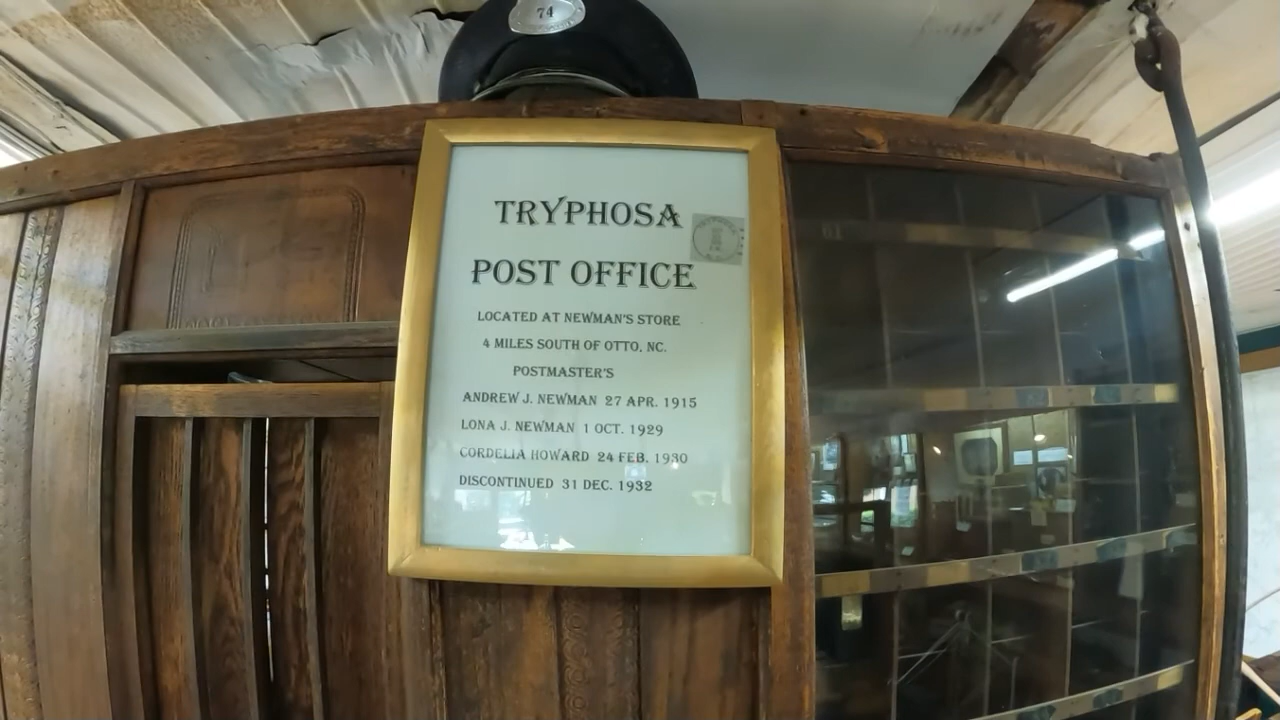 74
TRYPHOSA
POST OFFICE
LOCATED AT NEWMAN'S STORE
4 MILES SOUTH OF OTTO, NC.
POSTMASTER'S
ANDREW J. NEWMAN 27 APR. 1915
LONA J. NEWMAN 1 OCT. 1929
CORDELIA HOWARD 24 FEB. 1930
DISCONTINUED 31 DEC. 1932